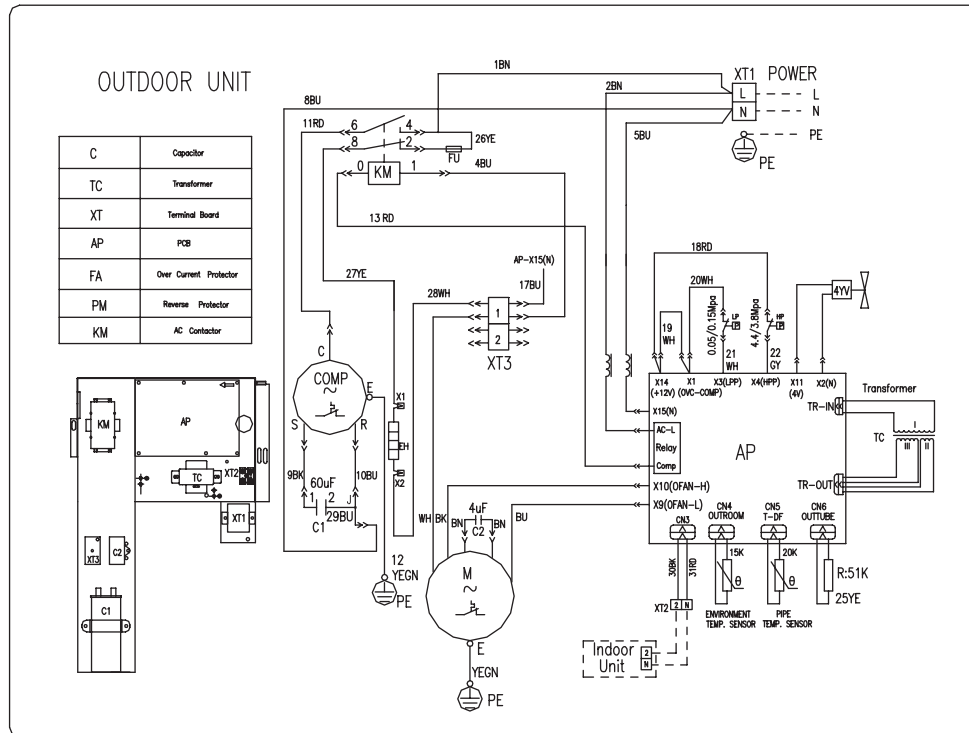 OUTDOOR UNIT
C Capacitor
TC Transformer
XT Terminal Board
AP PCB
FA Over Current Protector
PM Reverse Protector
KM AC Contactor
1BN
2BN
XT1 POWER
L L
N N
PE
PE
8BU
5BU
11RD
6 4
8 2
26YE
FU
0 KM 1
4BU
13 RD
27YE
28WH
AP-X15(N)
17BU
1
2
XT3
C
COMP
~
E
S R
X1
EH
X2
9BK
60uF
10BU
1 2
J
C1
29BU
12
YEGN
PE
WH
BK
4uF
BN
BN
C2
BU
M
~
E
YEGN
PE
18RD
20WH
19
WH
0.05/0.15Mpa
LP
P
4.4/3.8Mpa
HP
P
21
WH
22
GY
4YV
X14
(+12V)
X1
(OVC-COMP)
X3(LPP)
X4(HPP)
X11
(4V)
X2(N)
X15(N)
AC-L
Relay
Comp
X10(OFAN-H)
X9(OFAN-L)
AP
TR-IN
TR-OUT
Transformer
TC
I
III
II
CN3
CN4
OUTROOM
CN5
T-DF
CN6
OUTTUBE
30BK
31RD
15K
θ
20K
θ
R:51K
25YE
XT2
2 N
ENVIRONMENT
TEMP. SENSOR
PIPE
TEMP. SENSOR
Indoor
Unit
2
N
KM
AP
TC
XT2
XT1
XT3
C2
C1